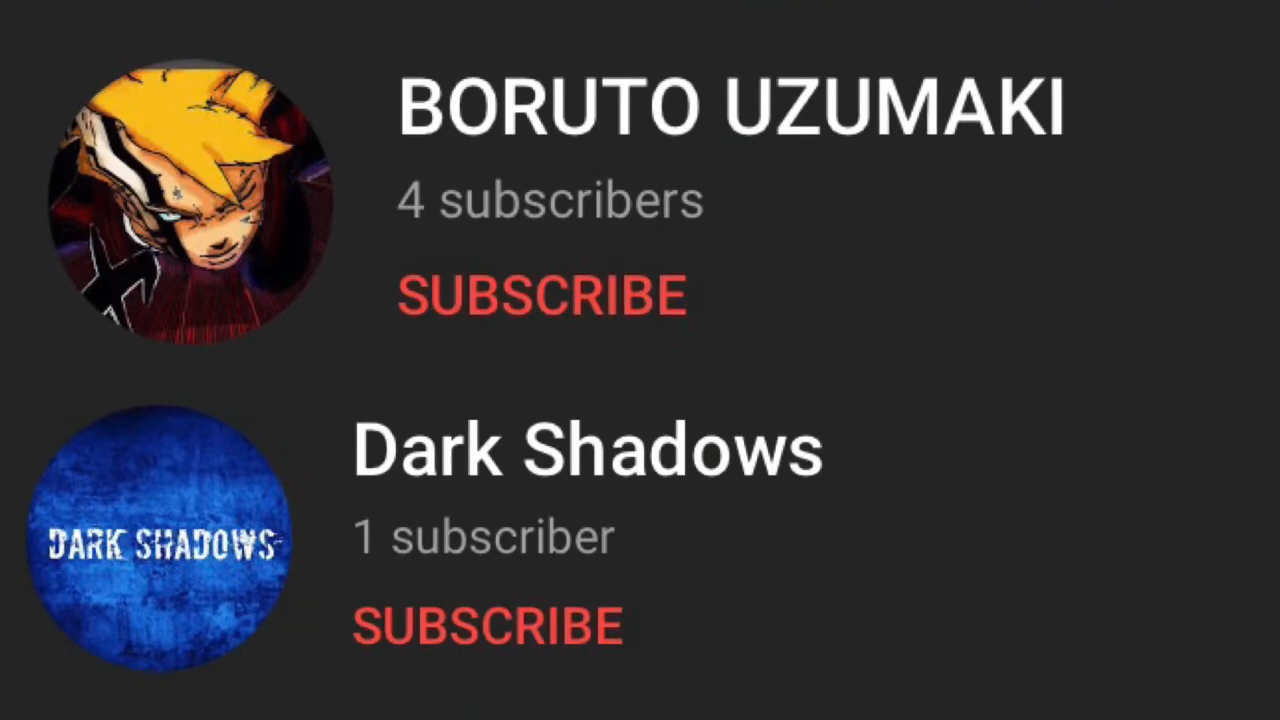 BORUTO UZUMAKI
4 subscribers
SUBSCRIBE
Dark Shadows
1 subscriber
SUBSCRIBE
DARK SHADOWS